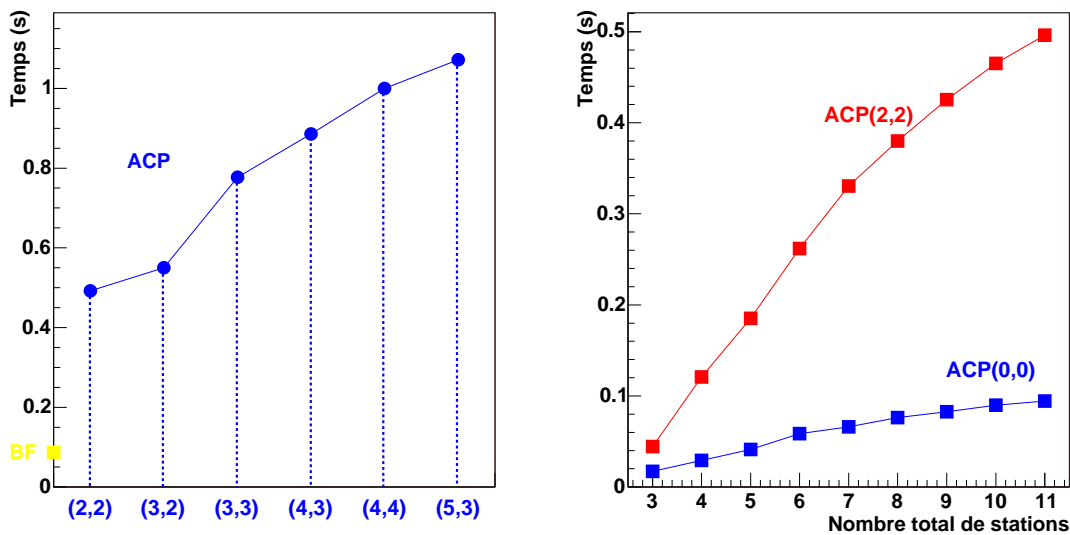 Temps (s)
1
0.8
0.6
0.4
0.2
0
ACP
BF
(2,2) (3,2) (3,3) (4,3) (4,4) (5,3)
Temps (s)
0.5
0.4
0.3
0.2
0.1
0
ACP(2,2)
ACP(0,0)
3 4 5 6 7 8 9 10 11
Nombre total de stations